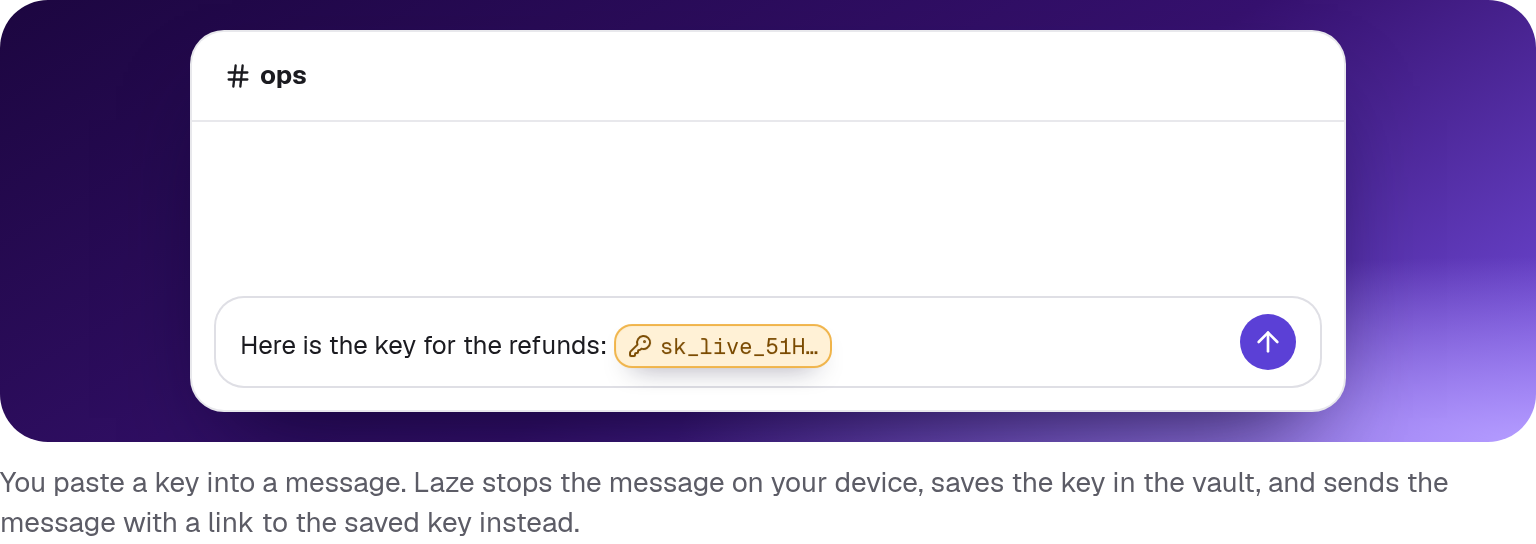 # ops
Here is the key for the refunds: sk_live_51H…
You paste a key into a message. Laze stops the message on your device, saves the key in the vault, and sends the
message with a link to the saved key instead.